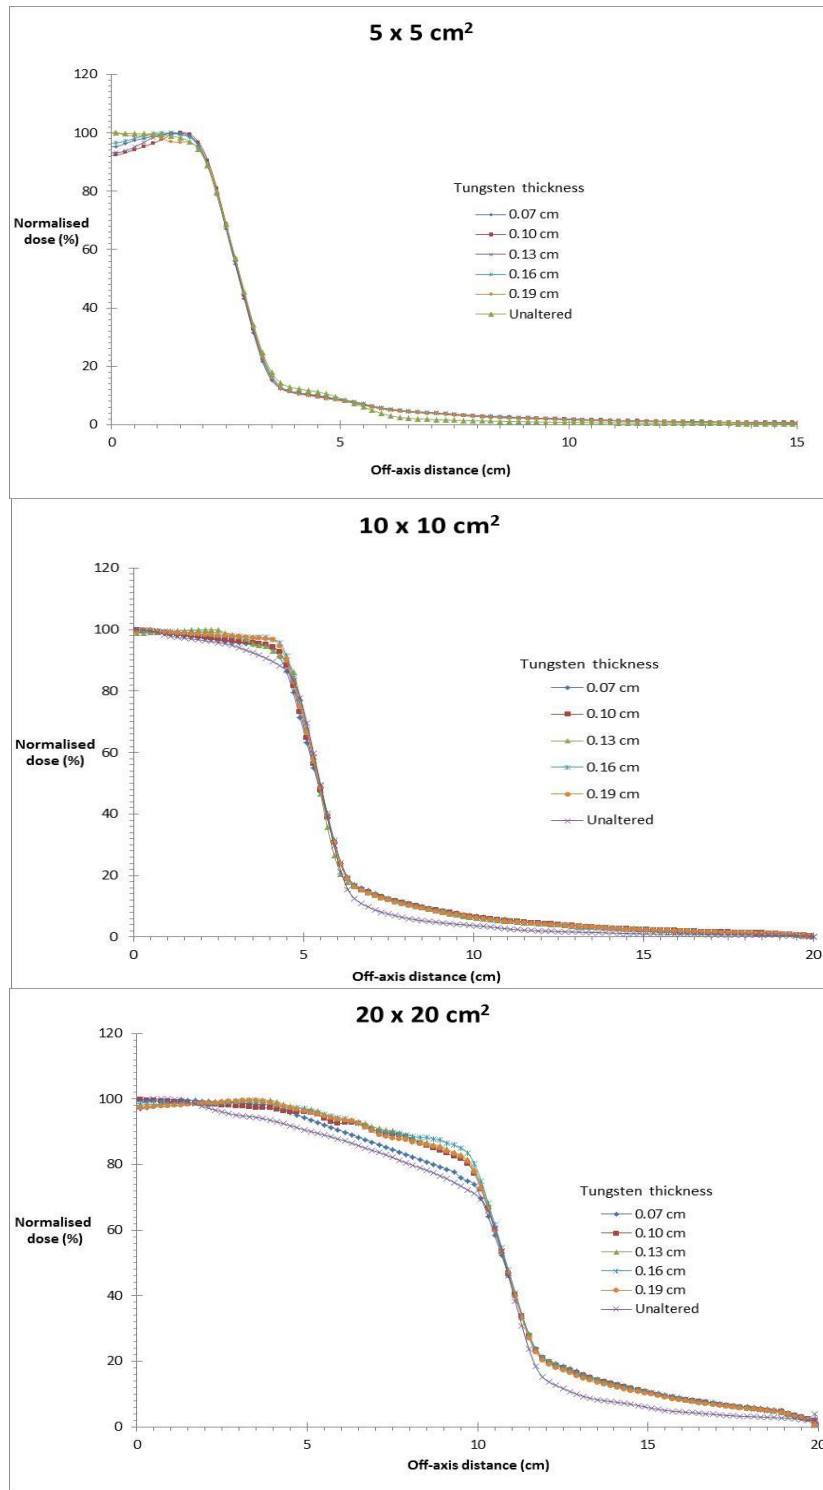 5 x 5 cm²
120
100
80
60
40
20
0
Normalised
dose (%)
Tungsten thickness
0.07 cm
0.10 cm
0.13 cm
0.16 cm
0.19 cm
Unaltered
0 5 10 15
Off-axis distance (cm)
10 x 10 cm²
120
100
80
60
40
20
0
Normalised
dose (%)
Tungsten thickness
0.07 cm
0.10 cm
0.13 cm
0.16 cm
0.19 cm
Unaltered
0 5 10 15 20
Off-axis distance (cm)
20 x 20 cm²
120
100
80
60
40
20
0
Normalised
dose (%)
Tungsten thickness
0.07 cm
0.10 cm
0.13 cm
0.16 cm
0.19 cm
Unaltered
0 5 10 15 20
Off-axis distance (cm)